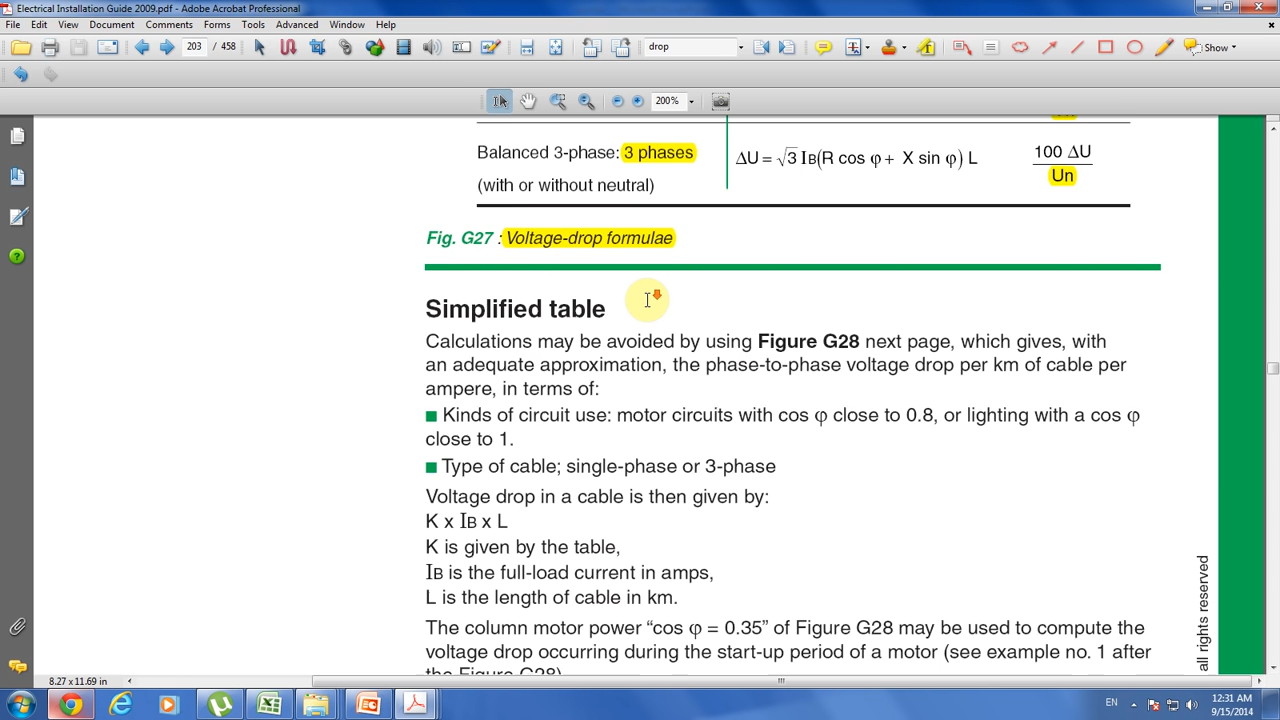 Electrical Installation Guide 2009.pdf - Adobe Acrobat Professional
File Edit View Document Comments Forms Tools Advanced Window Help
203 / 458
drop
Show
200%
Balanced 3-phase: 3 phases
(with or without neutral)
ΔU = √3 IB(R cos φ + X sin φ) L
100 ΔU
Un
Fig. G27 : Voltage-drop formulae
Simplified table
Calculations may be avoided by using Figure G28 next page, which gives, with
an adequate approximation, the phase-to-phase voltage drop per km of cable per
ampere, in terms of:
■ Kinds of circuit use: motor circuits with cos φ close to 0.8, or lighting with a cos φ
close to 1.
■ Type of cable; single-phase or 3-phase
Voltage drop in a cable is then given by:
K x IB x L
K is given by the table,
IB is the full-load current in amps,
L is the length of cable in km.
The column motor power “cos φ = 0.35” of Figure G28 may be used to compute the
voltage drop occurring during the start-up period of a motor (see example no. 1 after
the Figure G28)
all rights reserved
8.27 x 11.69 in
EN
12:31 AM
9/15/2014